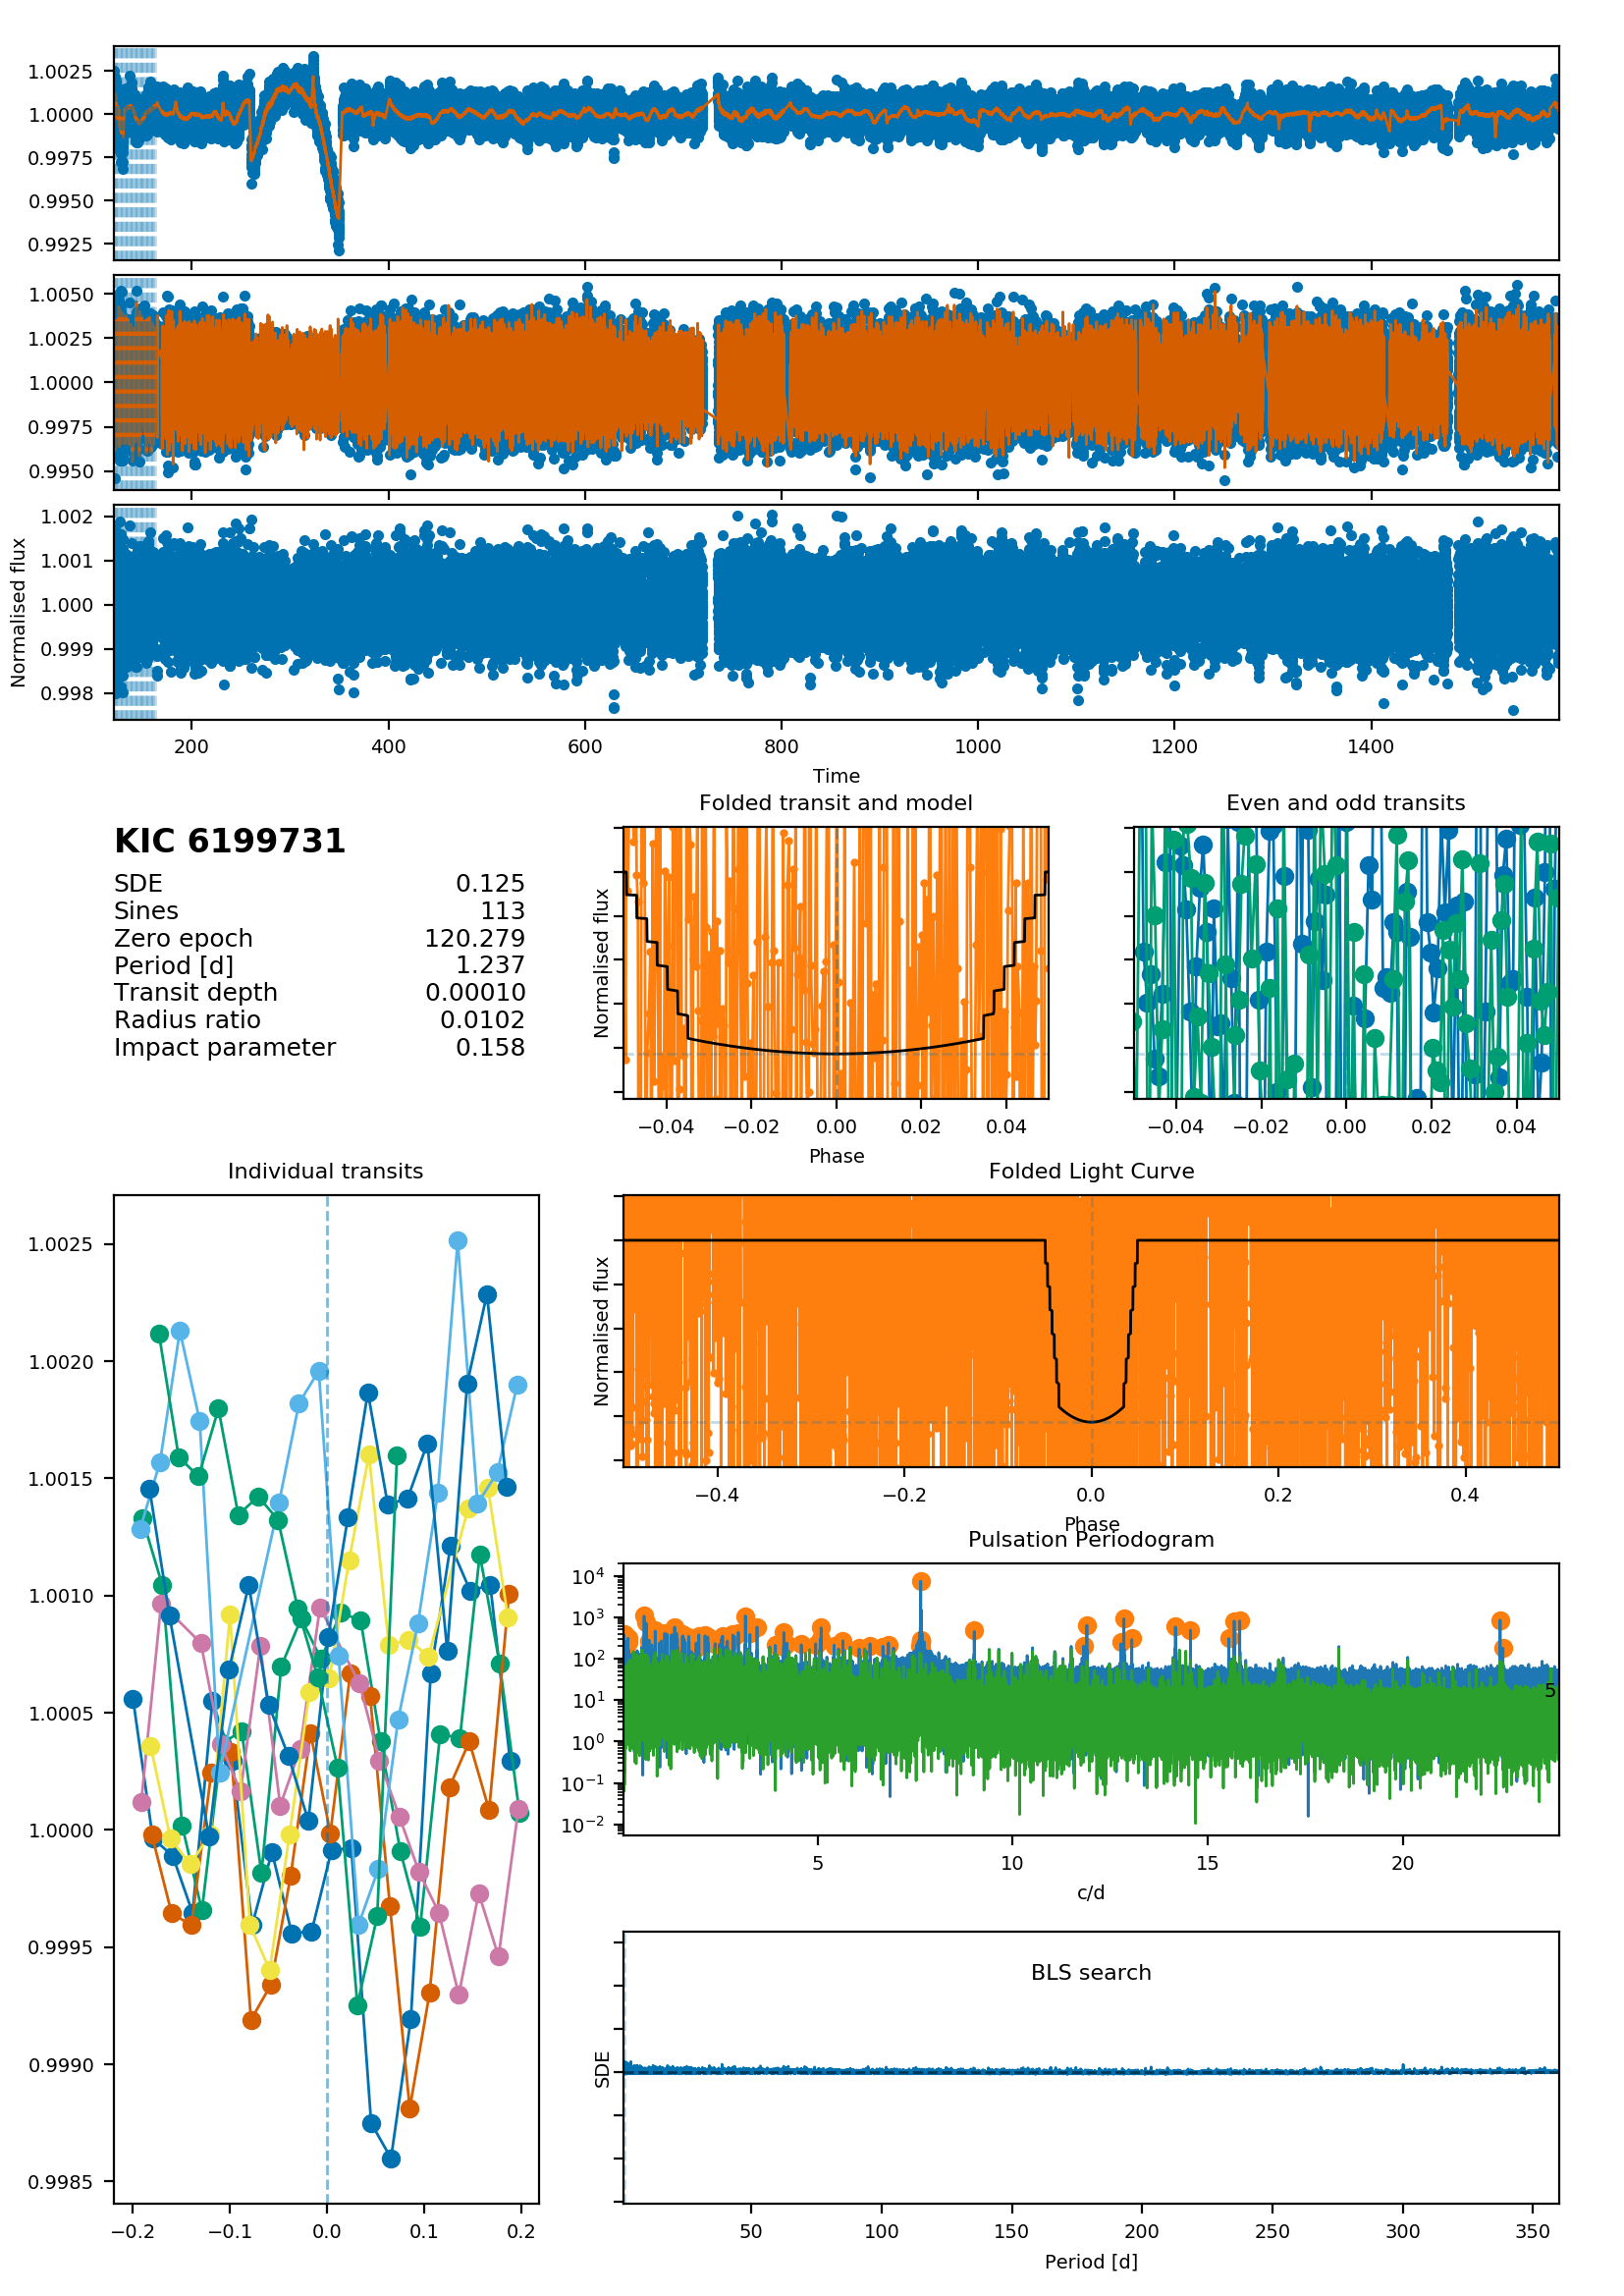 1.0025
1.0000
0.9975
0.9950
0.9925
1.0050
1.0025
1.0000
0.9975
0.9950
1.002
1.001
1.000
0.999
0.998
Normalised flux
200 400 600 800 1000 1200 1400
Time
KIC 6199731
SDE 0.125
Sines 113
Zero epoch 120.279
Period [d] 1.237
Transit depth 0.00010
Radius ratio 0.0102
Impact parameter 0.158
Folded transit and model
Normalised flux
−0.04 −0.02 0.00 0.02 0.04
Phase
Even and odd transits
−0.04 −0.02 0.00 0.02 0.04
Individual transits
1.0025
1.0020
1.0015
1.0010
1.0005
1.0000
0.9995
0.9990
0.9985
−0.2 −0.1 0.0 0.1 0.2
Folded Light Curve
Normalised flux
−0.4 −0.2 0.0 0.2 0.4
Phase
Pulsation Periodogram
10⁴
10³
10²
10¹
10⁰
10⁻¹
10⁻²
5
5 10 15 20
c/d
BLS search
SDE
50 100 150 200 250 300 350
Period [d]